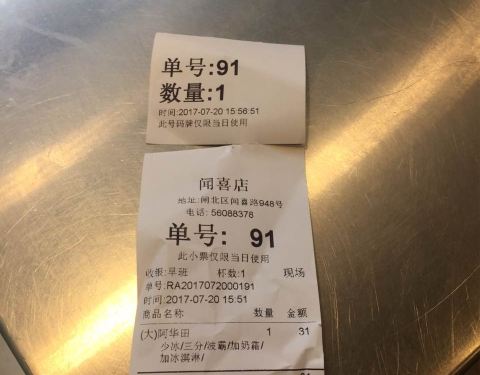 单号:91
数量:1
时间:2017-07-20 15:56:51
此号码牌仅限当日使用
闻喜店
地址:闸北区闻喜路948号
电话: 56088378
单号: 91
此小票仅限当日使用
收银:早班 杯数:1 现场
单号:RA2017072000191
时间:2017-07-20 15:51
商品名称 数量 金额
(大)阿华田 1 31
少冰/三分/波霸/加奶霜/
加冰淇淋/